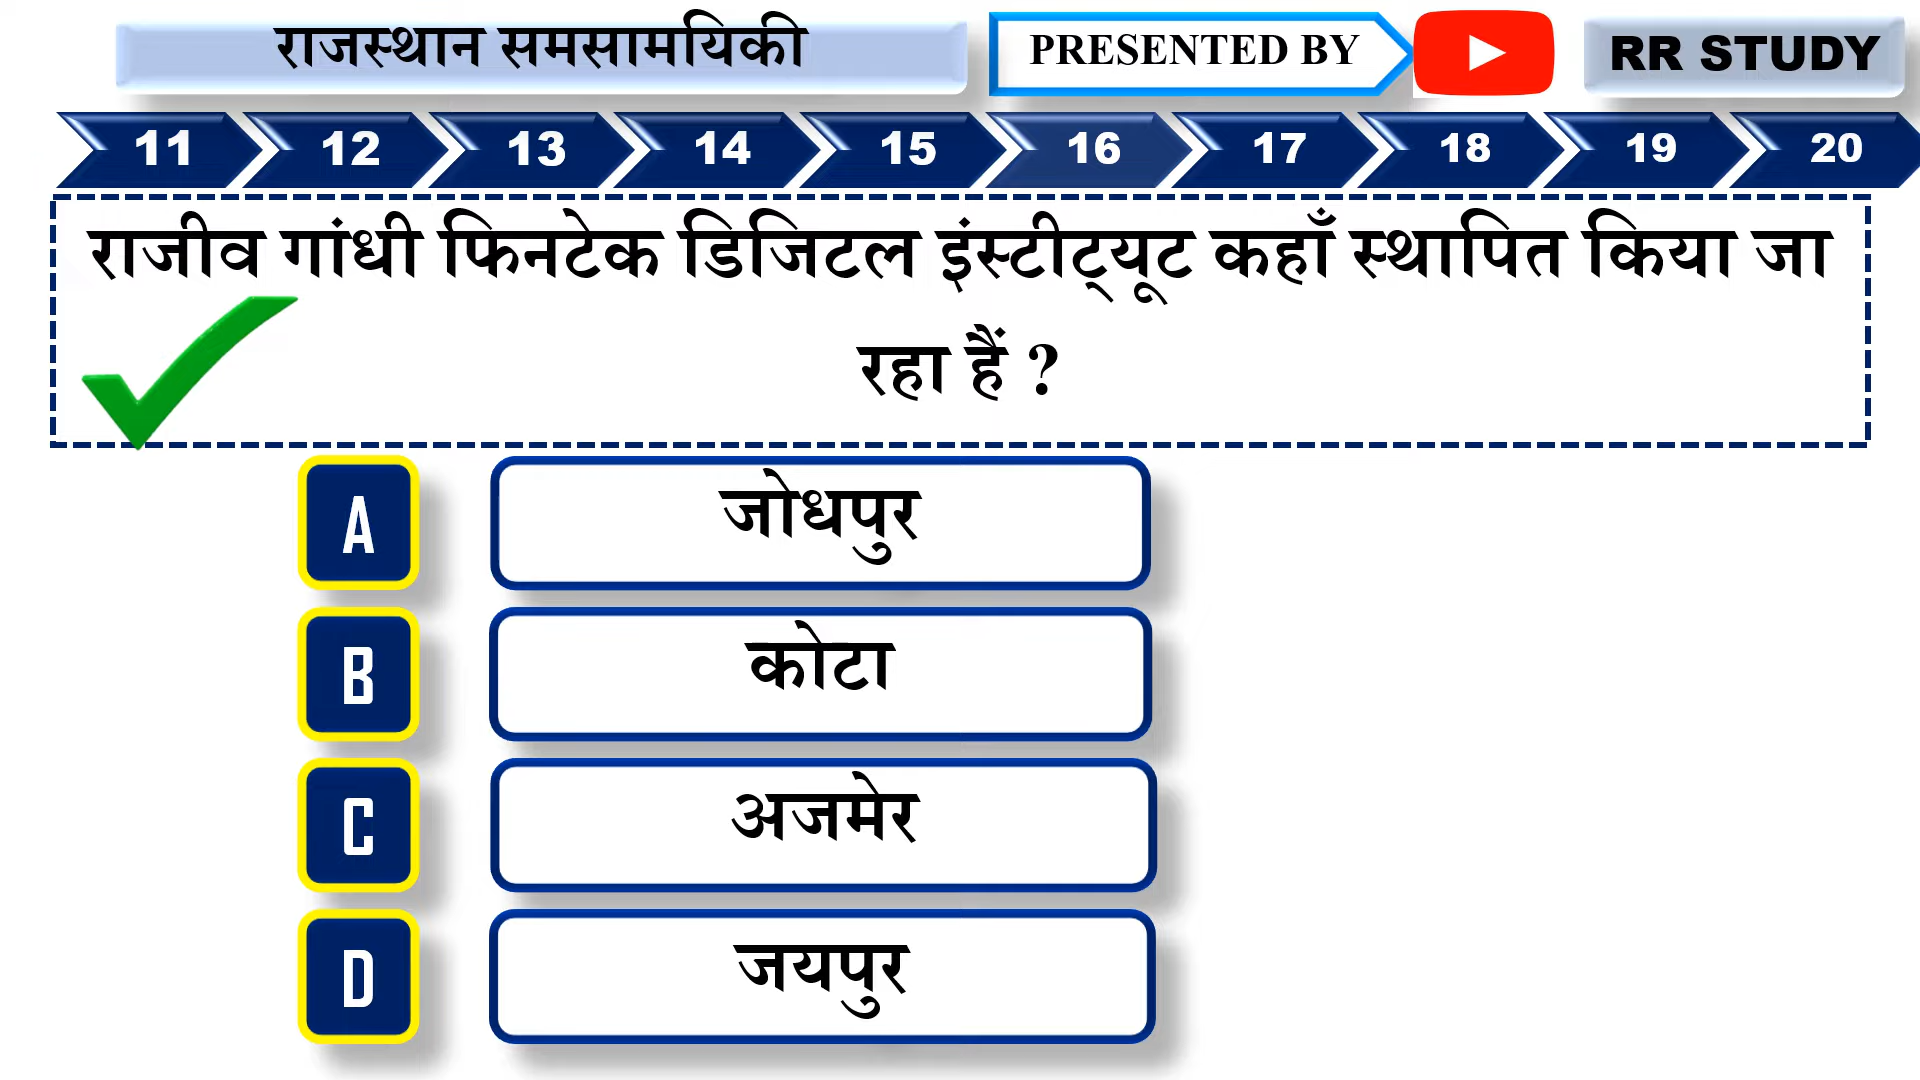 राजस्थान समसामयिकी
PRESENTED BY
RR STUDY
11 12 13 14 15 16 17 18 19 20
राजीव गांधी फिनटेक डिजिटल इंस्टीट्यूट कहाँ स्थापित किया जा
रहा हैं ?
A जोधपुर
B कोटा
C अजमेर
D जयपुर